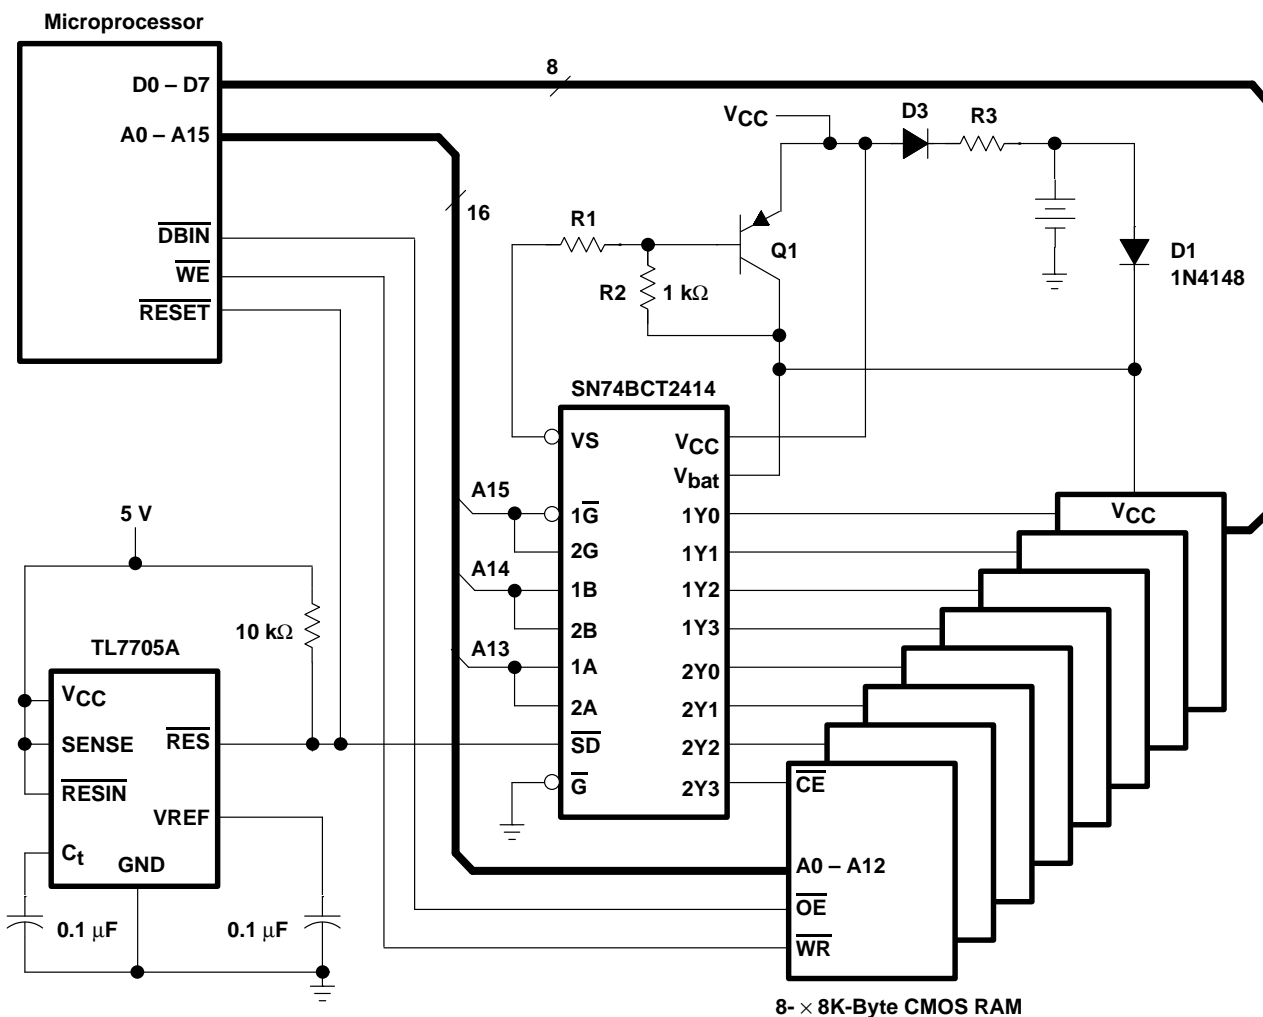 Microprocessor
D0 – D7
A0 – A15
DBIN
WE
RESET
8
16
VCC
D3
R3
R1
R2
1 kΩ
Q1
D1
1N4148
SN74BCT2414
VS
VCC
Vbat
A15
1G
1Y0
2G
1Y1
A14
1B
1Y2
2B
1Y3
A13
1A
2Y0
2A
2Y1
SD
2Y2
G
2Y3
VCC
5 V
10 kΩ
TL7705A
VCC
SENSE
RES
RESIN
VREF
Ct
GND
0.1 μF
0.1 μF
CE
A0 – A12
OE
WR
8- × 8K-Byte CMOS RAM